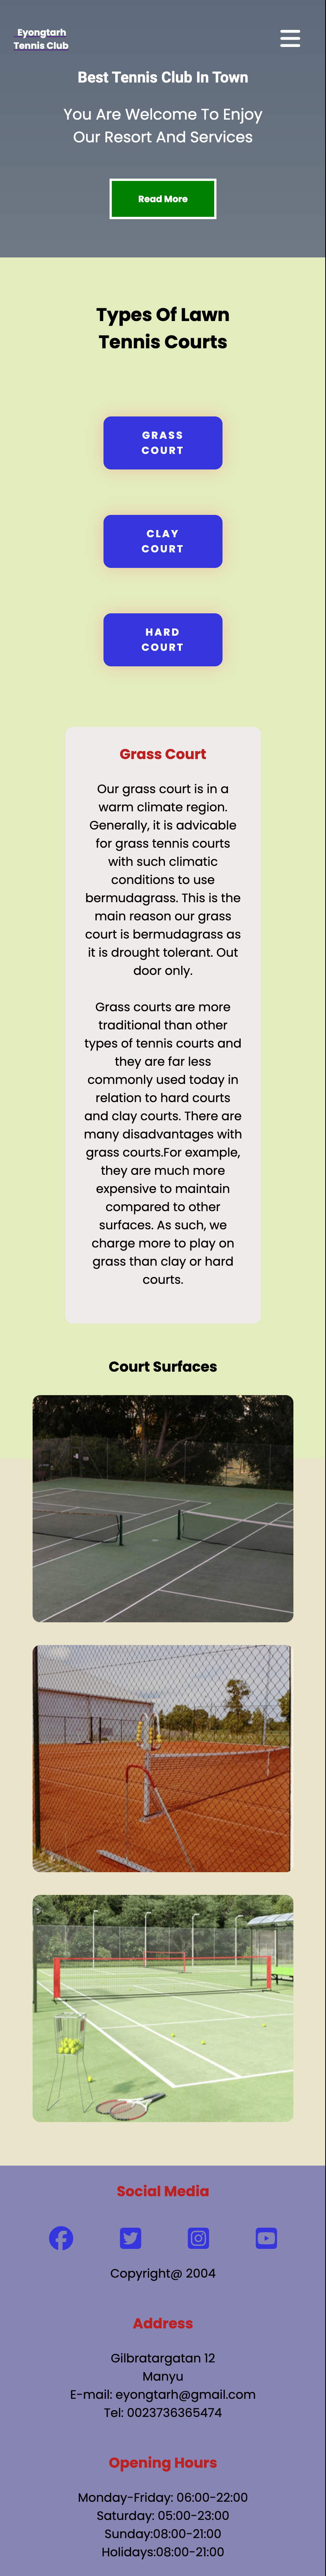 Eyongtarh
Tennis Club
Best Tennis Club In Town
You Are Welcome To Enjoy
Our Resort And Services
Read More
Types Of Lawn
Tennis Courts
GRASS
COURT
CLAY
COURT
HARD
COURT
Grass Court
Our grass court is in a
warm climate region.
Generally, it is advicable
for grass tennis courts
with such climatic
conditions to use
bermudagrass. This is the
main reason our grass
court is bermudagrass as
it is drought tolerant. Out
door only.
Grass courts are more
traditional than other
types of tennis courts and
they are far less
commonly used today in
relation to hard courts
and clay courts. There are
many disadvantages with
grass courts.For example,
they are much more
expensive to maintain
compared to other
surfaces. As such, we
charge more to play on
grass than clay or hard
courts.
Court Surfaces
Social Media
Copyright@ 2004
Address
Gilbratargatan 12
Manyu
E-mail: eyongtarh@gmail.com
Tel: 0023736365474
Opening Hours
Monday-Friday: 06:00-22:00
Saturday: 05:00-23:00
Sunday:08:00-21:00
Holidays:08:00-21:00